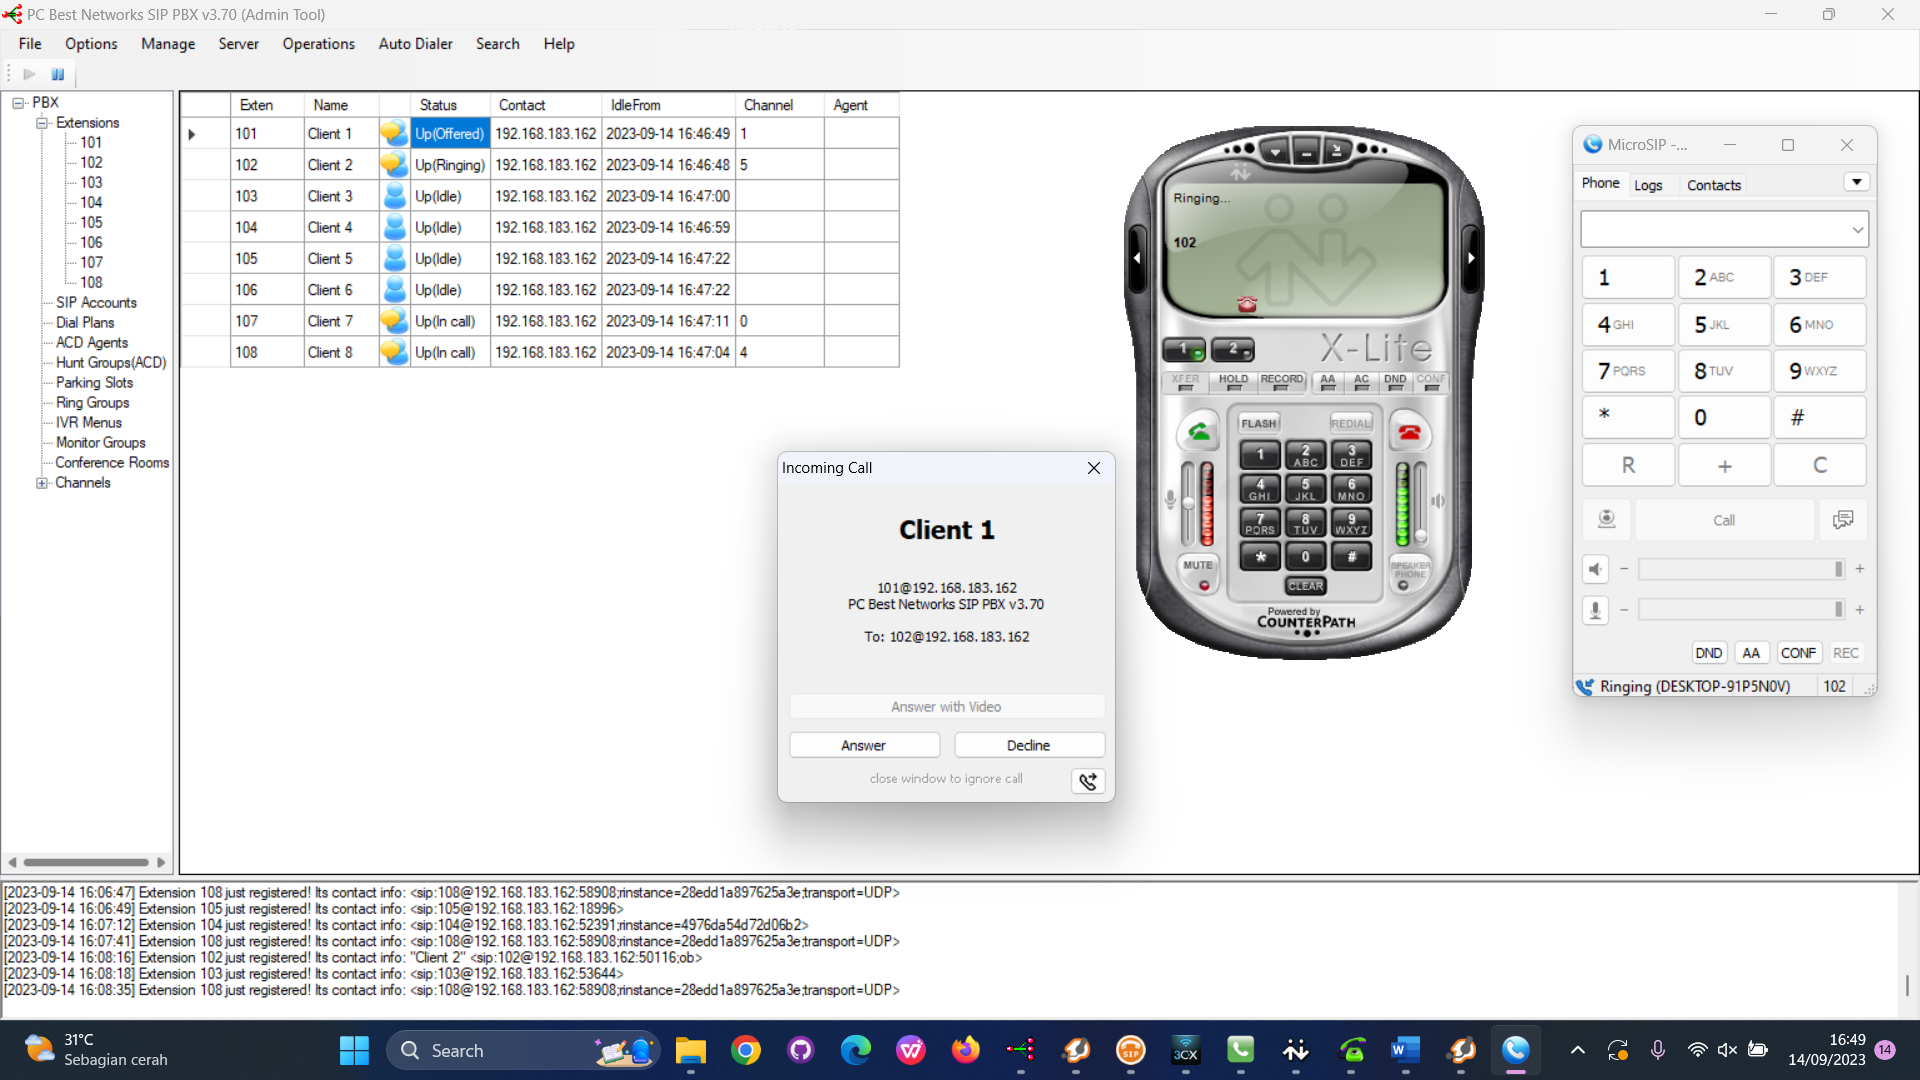 PC Best Networks SIP PBX v3.70 (Admin Tool)
File Options Manage Server Operations Auto Dialer Search Help
PBX
Extensions
101
102
103
104
105
106
107
108
SIP Accounts
Dial Plans
ACD Agents
Hunt Groups(ACD)
Parking Slots
Ring Groups
IVR Menus
Monitor Groups
Conference Rooms
Channels
Exten Name Status Contact IdleFrom Channel Agent
101 Client 1 Up(Offered) 192.168.183.162 2023-09-14 16:46:49 1
102 Client 2 Up(Ringing) 192.168.183.162 2023-09-14 16:46:48 5
103 Client 3 Up(Idle) 192.168.183.162 2023-09-14 16:47:00
104 Client 4 Up(Idle) 192.168.183.162 2023-09-14 16:46:59
105 Client 5 Up(Idle) 192.168.183.162 2023-09-14 16:47:22
106 Client 6 Up(Idle) 192.168.183.162 2023-09-14 16:47:22
107 Client 7 Up(In call) 192.168.183.162 2023-09-14 16:47:11 0
108 Client 8 Up(In call) 192.168.183.162 2023-09-14 16:47:04 4
Incoming Call
Client 1
101@192.168.183.162
PC Best Networks SIP PBX v3.70
To: 102@192.168.183.162
Answer with Video
Answer Decline
close window to ignore call
Ringing...
102
1 2 X-Lite
XFER HOLD RECORD AA AC DND CONF
FLASH REDIAL
1 2 ABC 3 DEF
4 GHI 5 JKL 6 MNO
7 PQRS 8 TUV 9 WXYZ
* 0 #
MUTE CLEAR SPEAKER PHONE
Powered by
COUNTERPATH
MicroSIP -...
Phone Logs Contacts
1 2 ABC 3 DEF
4 GHI 5 JKL 6 MNO
7 PQRS 8 TUV 9 WXYZ
* 0 #
R + C
Call
- +
- +
DND AA CONF REC
Ringing (DESKTOP-91P5N0V) 102
[2023-09-14 16:06:47] Extension 108 just registered! Its contact info: <sip:108@192.168.183.162:58908;rinstance=28edd1a897625a3e;transport=UDP>
[2023-09-14 16:06:49] Extension 105 just registered! Its contact info: <sip:105@192.168.183.162:18996>
[2023-09-14 16:07:12] Extension 104 just registered! Its contact info: <sip:104@192.168.183.162:52391;rinstance=4976da54d72d06b2>
[2023-09-14 16:07:41] Extension 108 just registered! Its contact info: <sip:108@192.168.183.162:58908;rinstance=28edd1a897625a3e;transport=UDP>
[2023-09-14 16:08:16] Extension 102 just registered! Its contact info: "Client 2" <sip:102@192.168.183.162:50116;ob>
[2023-09-14 16:08:18] Extension 103 just registered! Its contact info: <sip:103@192.168.183.162:53644>
[2023-09-14 16:08:35] Extension 108 just registered! Its contact info: <sip:108@192.168.183.162:58908;rinstance=28edd1a897625a3e;transport=UDP>
31°C
Sebagian cerah
Search
SIP
3CX
W
16:49
14/09/2023
14